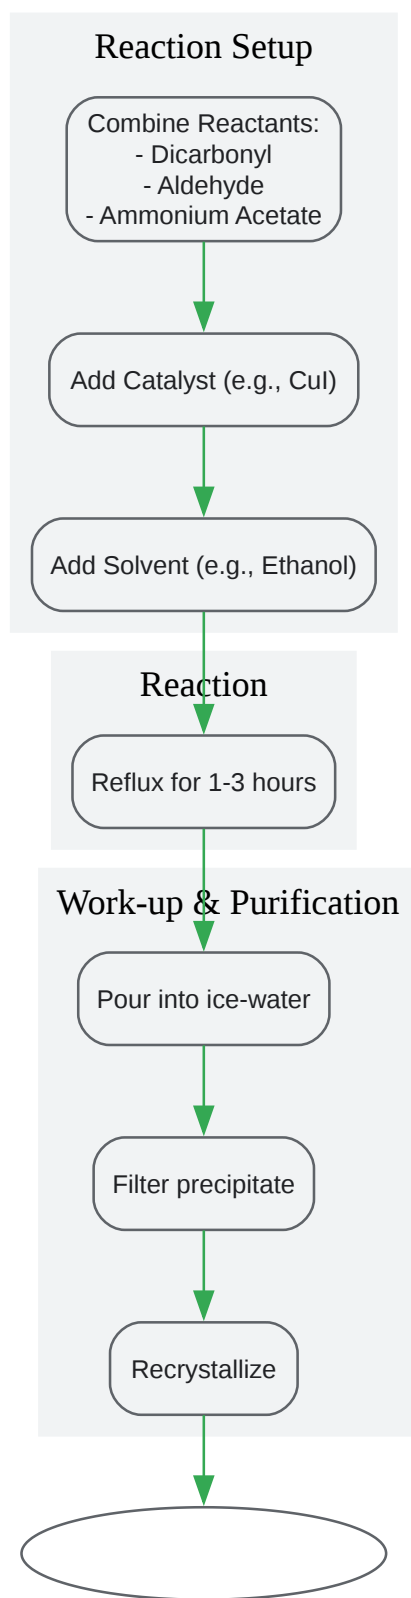 Reaction Setup
Combine Reactants:
- Dicarbonyl
- Aldehyde
- Ammonium Acetate
Add Catalyst (e.g., CuI)
Add Solvent (e.g., Ethanol)
Reaction
Reflux for 1-3 hours
Work-up & Purification
Pour into ice-water
Filter precipitate
Recrystallize